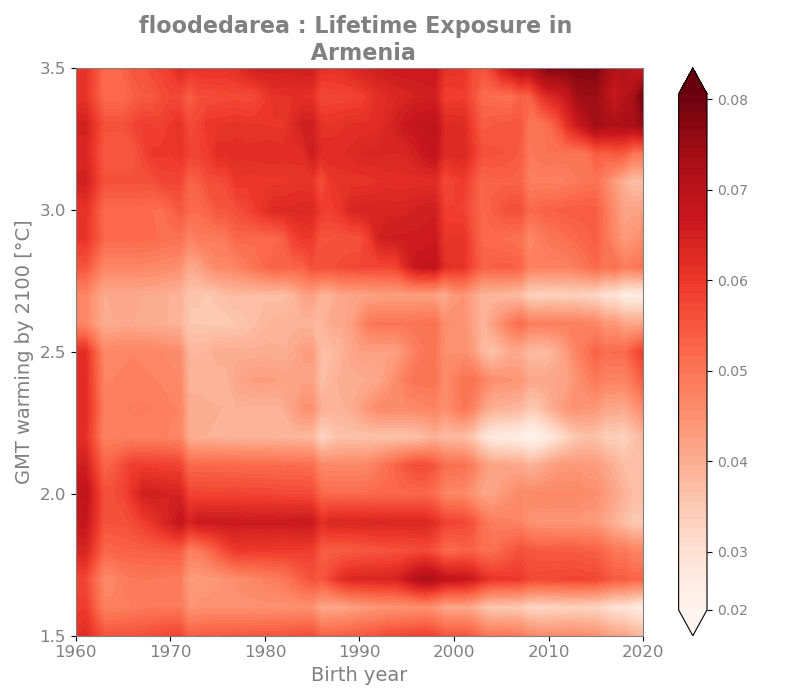 floodedarea : Lifetime Exposure in
Armenia
GMT warming by 2100 [°C]
3.5
3.0
2.5
2.0
1.5
1960 1970 1980 1990 2000 2010 2020
Birth year
0.08
0.07
0.06
0.05
0.04
0.03
0.02